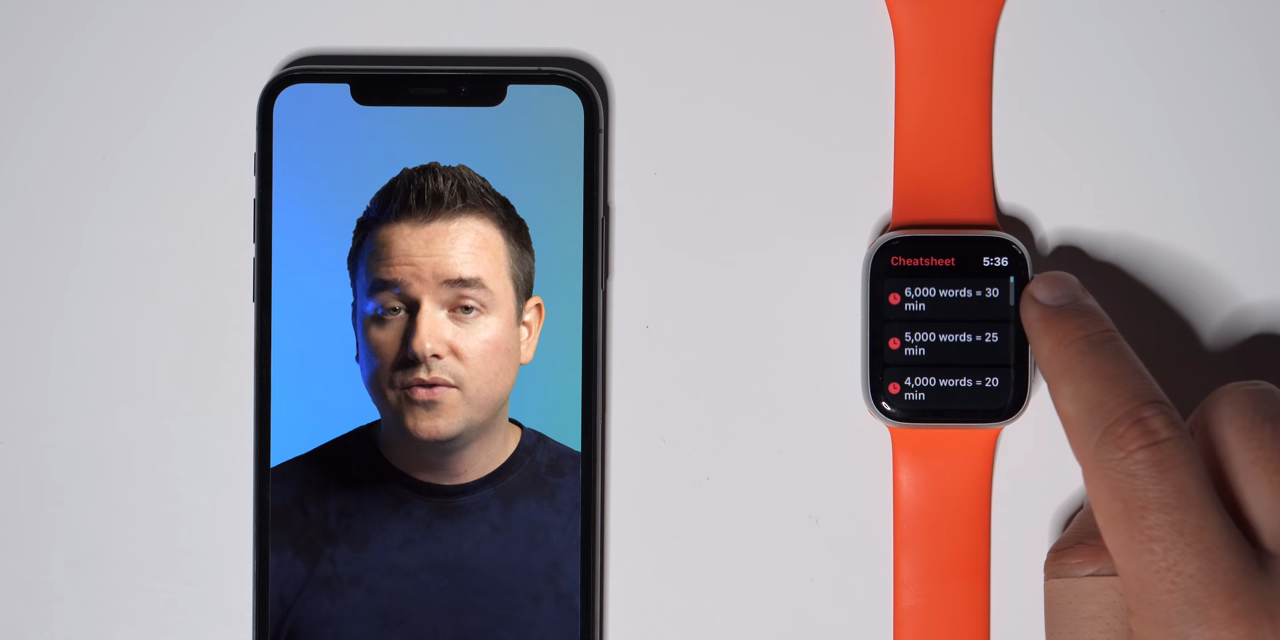 Cheatsheet 5:36
6,000 words = 30
min
5,000 words = 25
min
4,000 words = 20
min